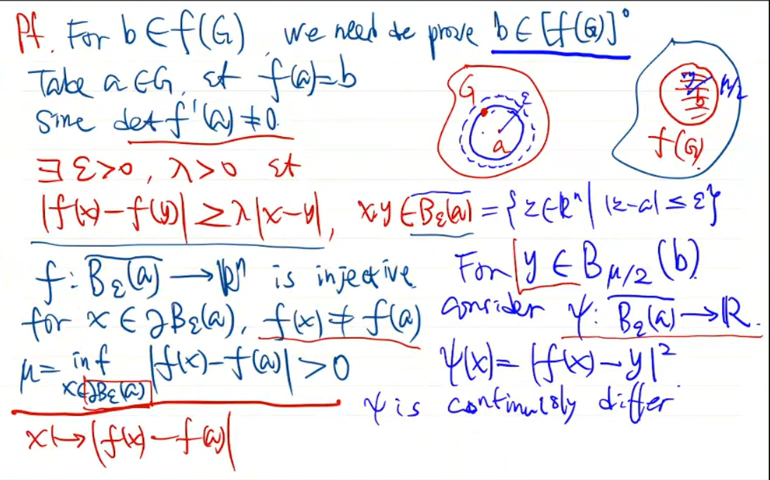 Pf. For b ∈ f(G) we need to prove b ∈ [f(G)]°
Take a ∈ G, st f(a)=b
Sine det f'(a) ≠ 0.
∃ ε>0, λ>0 st
|f(x)-f(y)| ≥ λ|x-y|, x,y ∈ \overline{B_ε(a)} = {z ∈ ℝⁿ | |z-a| ≤ ε}
f: \overline{B_ε(a)} → ℝⁿ is injective
for x ∈ ∂B_ε(a), f(x) ≠ f(a)
μ = inf_{x∈∂B_ε(a)} |f(x)-f(a)| > 0
x ↦ |f(x)-f(a)|
G
ε
a
y
μ/2
b
f(G)
For y ∈ B_{μ/2}(b)
consider ψ: \overline{B_ε(a)} → ℝ.
ψ(x) = |f(x)-y|²
ψ is continuously differ